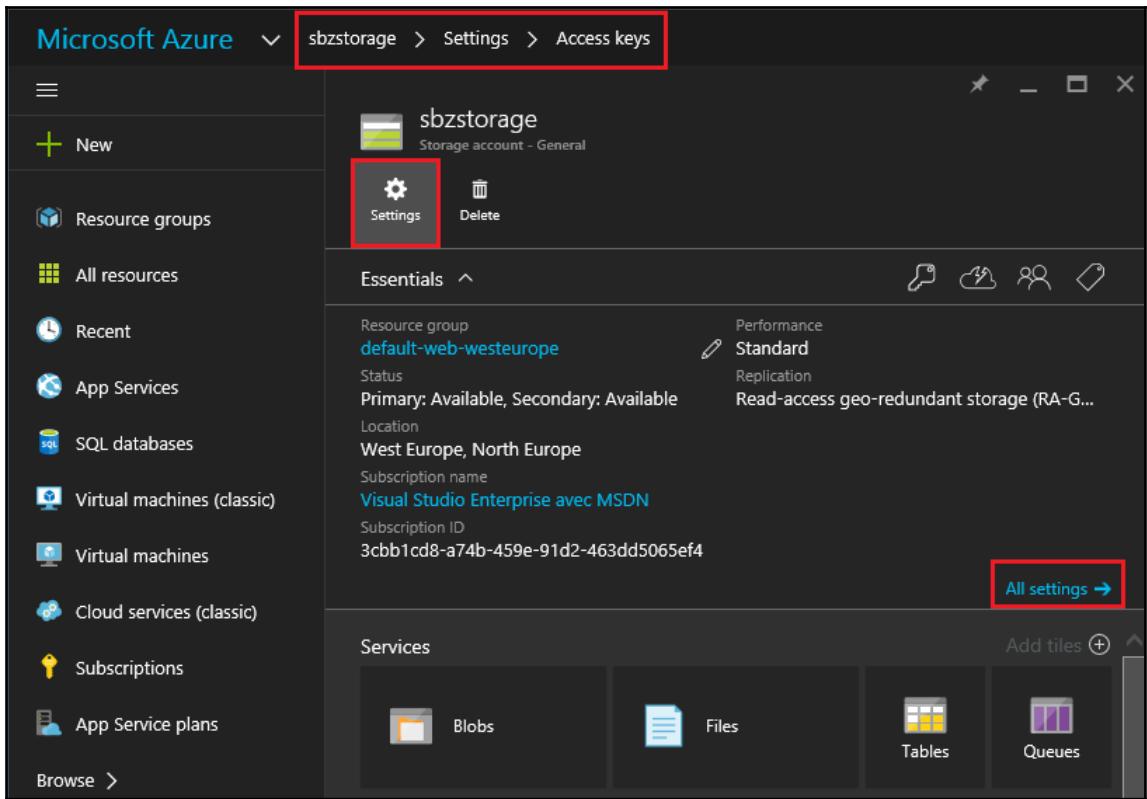 Microsoft Azure
sbzstorage > Settings > Access keys
New
Resource groups
All resources
Recent
App Services
SQL
SQL databases
Virtual machines (classic)
Virtual machines
Cloud services (classic)
Subscriptions
App Service plans
Browse >
sbzstorage
Storage account - General
Settings
Delete
Essentials
Resource group
default-web-westeurope
Status
Primary: Available, Secondary: Available
Location
West Europe, North Europe
Subscription name
Visual Studio Enterprise avec MSDN
Subscription ID
3cbb1cd8-a74b-459e-91d2-463dd5065ef4
Performance
Standard
Replication
Read-access geo-redundant storage (RA-G...
All settings →
Services
Add tiles
Blobs
Files
Tables
Queues